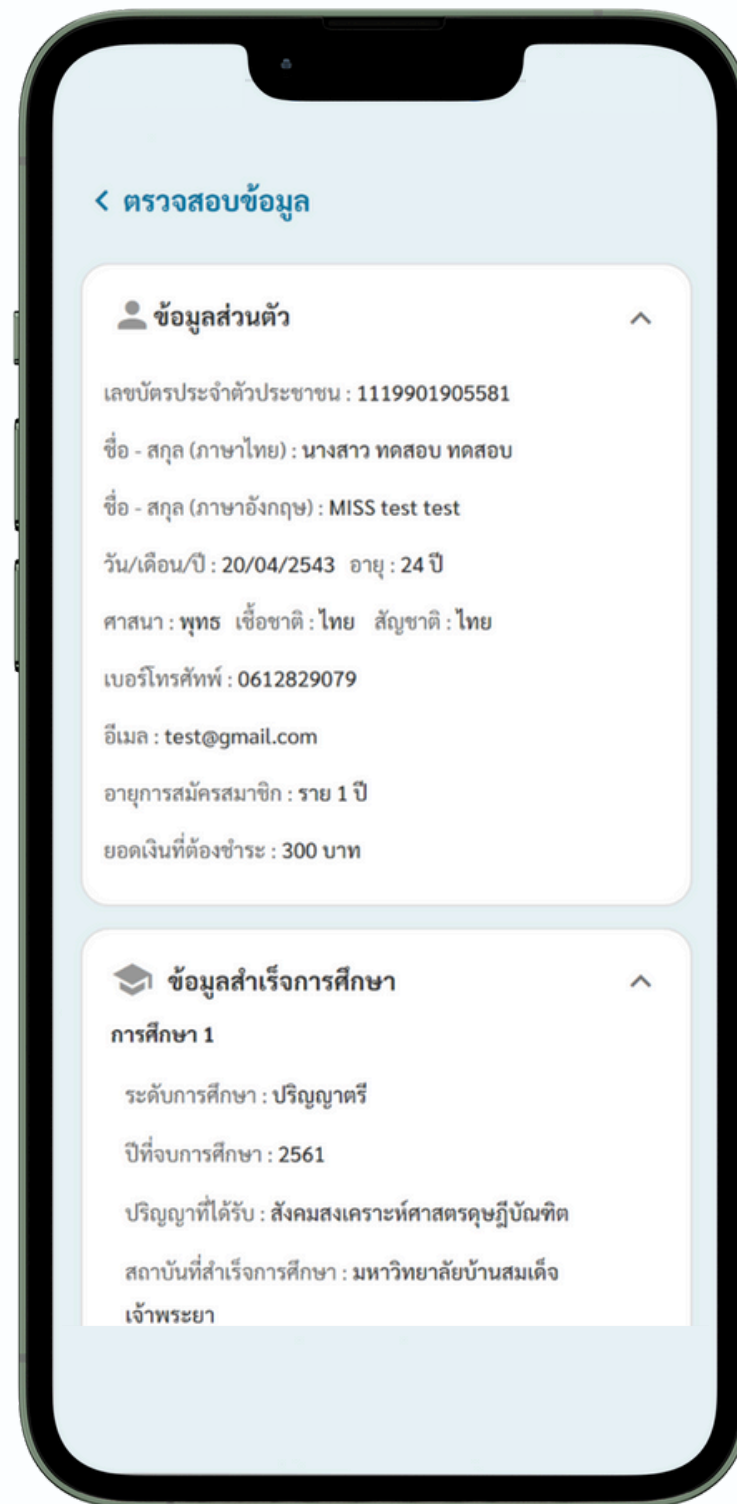 ตรวจสอบข้อมูล
ข้อมูลส่วนตัว
เลขบัตรประจำตัวประชาชน : 1119901905581
ชื่อ - สกุล (ภาษาไทย) : นางสาว ทดสอบ ทดสอบ
ชื่อ - สกุล (ภาษาอังกฤษ) : MISS test test
วัน/เดือน/ปี : 20/04/2543 อายุ : 24 ปี
ศาสนา : พุทธ เชื้อชาติ : ไทย สัญชาติ : ไทย
เบอร์โทรศัทพ์ : 0612829079
อีเมล : test@gmail.com
อายุการสมัครสมาชิก : ราย 1 ปี
ยอดเงินที่ต้องชำระ : 300 บาท
ข้อมูลสำเร็จการศึกษา
การศึกษา 1
ระดับการศึกษา : ปริญญาตรี
ปีที่จบการศึกษา : 2561
ปริญญาที่ได้รับ : สังคมสงเคราะห์ศาสตรดุษฎีบัณฑิต
สถาบันที่สำเร็จการศึกษา : มหาวิทยาลัยบ้านสมเด็จ
เจ้าพระยา